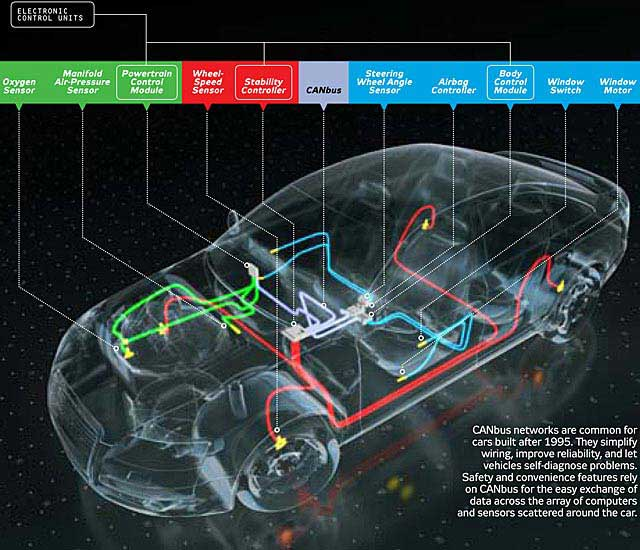 ELECTRONIC
CONTROL UNITS
Oxygen
Sensor
Manifold
Air-Pressure
Sensor
Powertrain
Control
Module
Wheel-
Speed
Sensor
Stability
Controller
CANbus
Steering
Wheel Angle
Sensor
Airbag
Controller
Body
Control
Module
Window
Switch
Window
Motor
CANbus networks are common for
cars built after 1995. They simplify
wiring, improve reliability, and let
vehicles self-diagnose problems.
Safety and convenience features rely
on CANbus for the easy exchange of
data across the array of computers
and sensors scattered around the car.